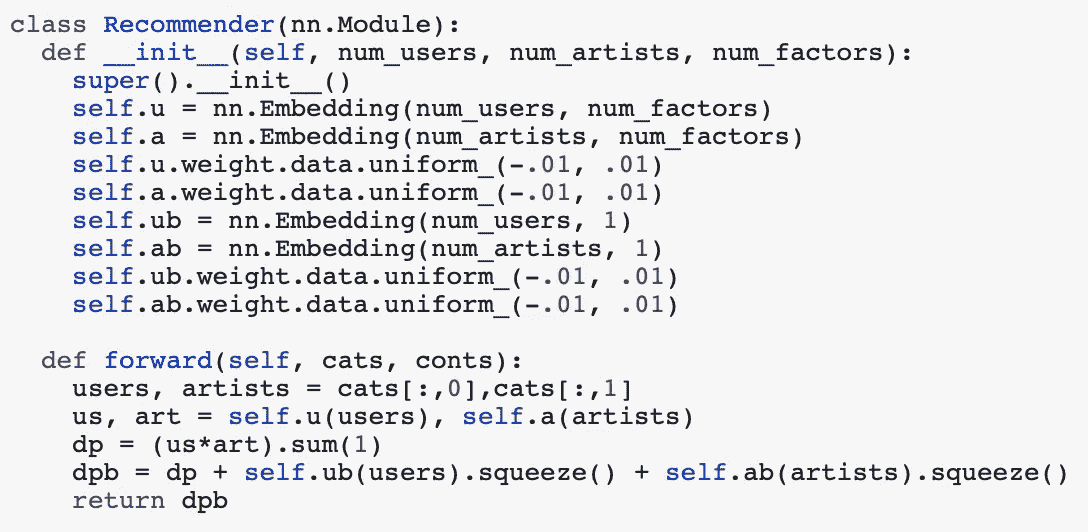 class Recommender(nn.Module):
  def __init__(self, num_users, num_artists, num_factors):
    super().__init__()
    self.u = nn.Embedding(num_users, num_factors)
    self.a = nn.Embedding(num_artists, num_factors)
    self.u.weight.data.uniform_(-.01, .01)
    self.a.weight.data.uniform_(-.01, .01)
    self.ub = nn.Embedding(num_users, 1)
    self.ab = nn.Embedding(num_artists, 1)
    self.ub.weight.data.uniform_(-.01, .01)
    self.ab.weight.data.uniform_(-.01, .01)

  def forward(self, cats, conts):
    users, artists = cats[:,0],cats[:,1]
    us, art = self.u(users), self.a(artists)
    dp = (us*art).sum(1)
    dpb = dp + self.ub(users).squeeze() + self.ab(artists).squeeze()
    return dpb